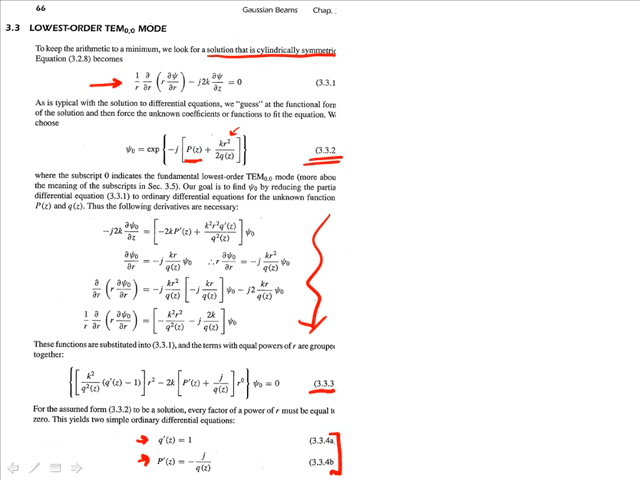 66
Gaussian Beams Chap. 3
3.3 LOWEST-ORDER TEM₀,₀ MODE
To keep the arithmetic to a minimum, we look for a solution that is cylindrically symmetric
Equation (3.2.8) becomes
1/r ∂/∂r (r ∂ψ/∂r) − j2k ∂ψ/∂z = 0 (3.3.1
As is typical with the solution to differential equations, we "guess" at the functional form
of the solution and then force the unknown coefficients or functions to fit the equation. W
choose
ψ₀ = exp {−j [P(z) + kr²/2q(z)]} (3.3.2
where the subscript 0 indicates the fundamental lowest-order TEM₀,₀ mode (more about
the meaning of the subscripts in Sec. 3.5). Our goal is to find ψ₀ by reducing the partia
differential equation (3.3.1) to ordinary differential equations for the unknown function
P(z) and q(z). Thus the following derivatives are necessary:
−j2k ∂ψ₀/∂z = [−2kP′(z) + k²r²q′(z)/q²(z)] ψ₀
∂ψ₀/∂r = −j kr/q(z) ψ₀ ∴ r ∂ψ₀/∂r = −j kr²/q(z) ψ₀
∂/∂r (r ∂ψ₀/∂r) = −j kr²/q(z) [−j kr/q(z)] ψ₀ − j2 kr/q(z) ψ₀
1/r ∂/∂r (r ∂ψ₀/∂r) = [− k²r²/q²(z) − j 2k/q(z)] ψ₀
These functions are substituted into (3.3.1), and the terms with equal powers of r are groupe
together:
{[k²/q²(z) (q′(z) − 1)] r² − 2k [P′(z) + j/q(z)] r⁰} ψ₀ = 0 (3.3.3
For the assumed form (3.3.2) to be a solution, every factor of a power of r must be equal to
zero. This yields two simple ordinary differential equations:
q′(z) = 1 (3.3.4a
P′(z) = − j/q(z) (3.3.4b